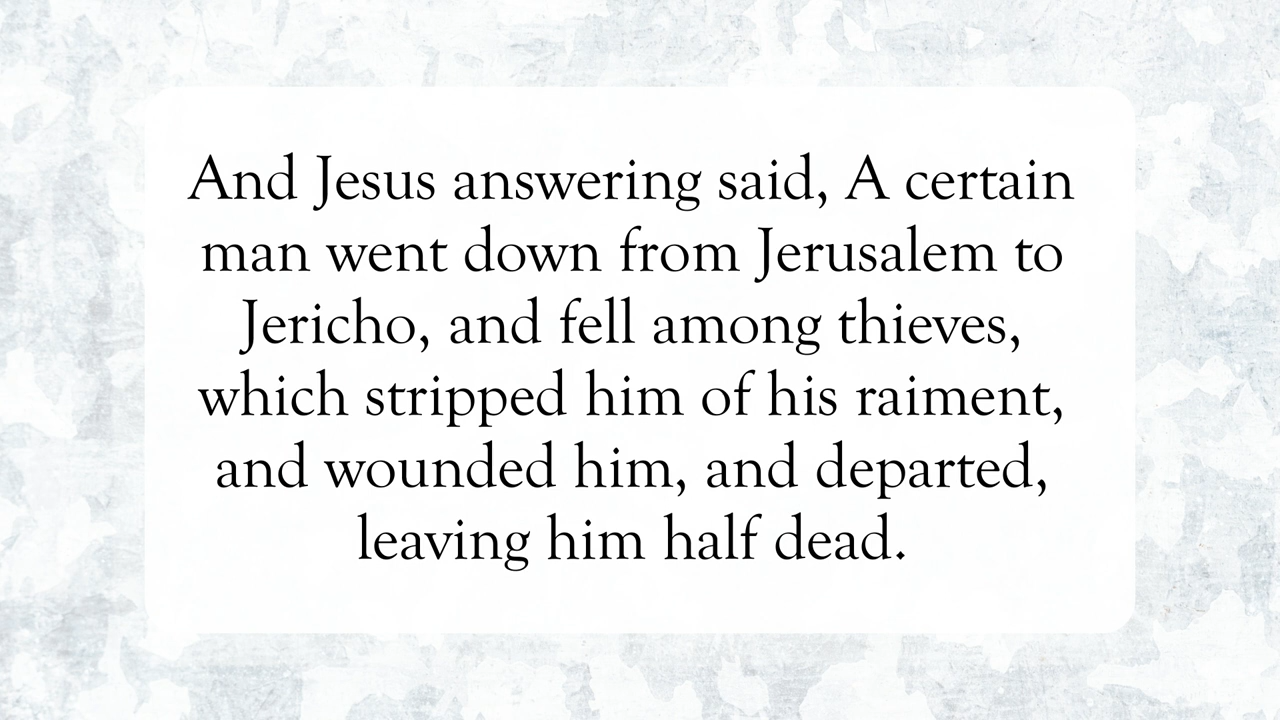 And Jesus answering said, A certain
man went down from Jerusalem to
Jericho, and fell among thieves,
which stripped him of his raiment,
and wounded him, and departed,
leaving him half dead.